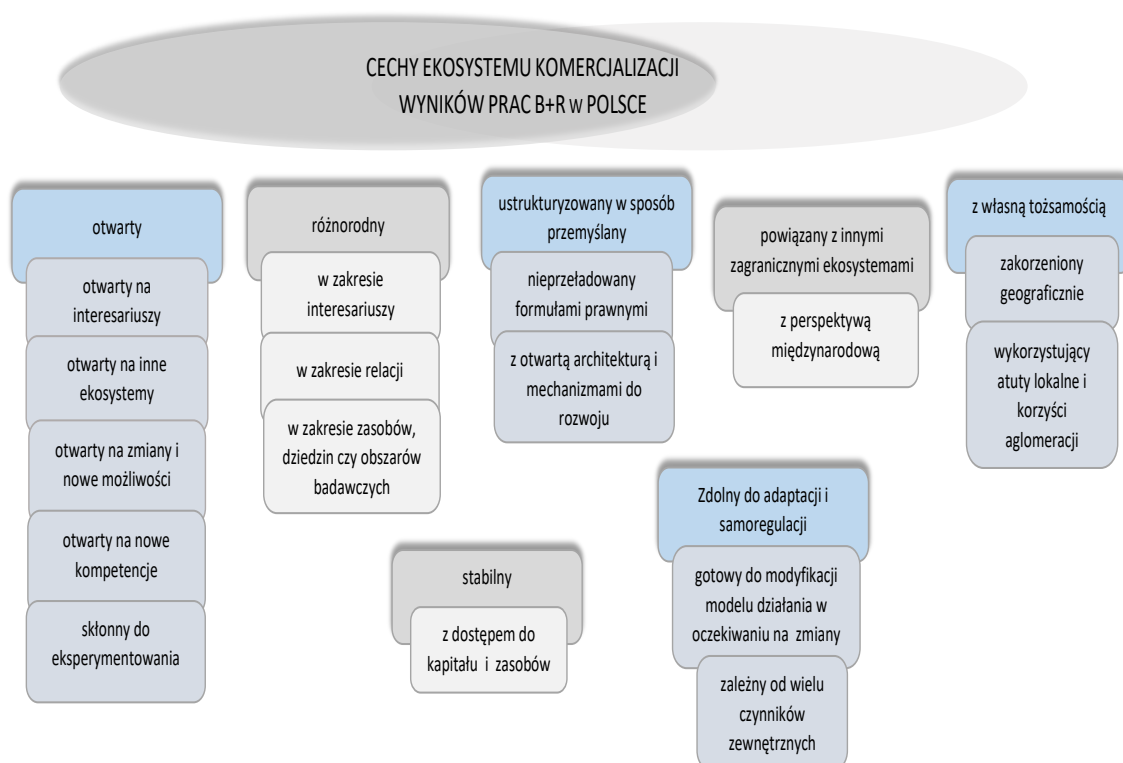 CECHY EKOSYSTEMU KOMERCJALIZACJI
WYNIKÓW PRAC B+R w POLSCE
otwarty
otwarty na
interesariuszy
otwarty na inne
ekosystemy
otwarty na zmiany i
nowe możliwości
otwarty na nowe
kompetencje
skłonny do
eksperymentowania
różnorodny
w zakresie
interesariuszy
w zakresie relacji
w zakresie zasobów,
dziedzin czy obszarów
badawczych
ustrukturyzowany w sposób
przemyślany
nieprzeładowany
formułami prawnymi
z otwartą architekturą i
mechanizmami do
rozwoju
powiązany z innymi
zagranicznymi ekosystemami
z perspektywą
międzynarodową
z własną tożsamością
zakorzeniony
geograficznie
wykorzystujący
atuty lokalne i
korzyści
aglomeracji
stabilny
z dostępem do
kapitału i zasobów
Zdolny do adaptacji i
samoregulacji
gotowy do modyfikacji
modelu działania w
oczekiwaniu na zmiany
zależny od wielu
czynników
zewnętrznych